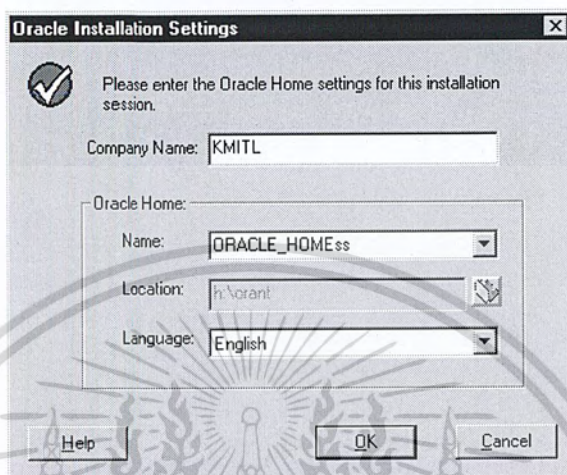 Oracle Installation Settings
Please enter the Oracle Home settings for this installation
session.
Company Name: KMITL
Oracle Home:
Name: ORACLE_HOMEss
Location: h:\orant
Language: English
Help OK Cancel